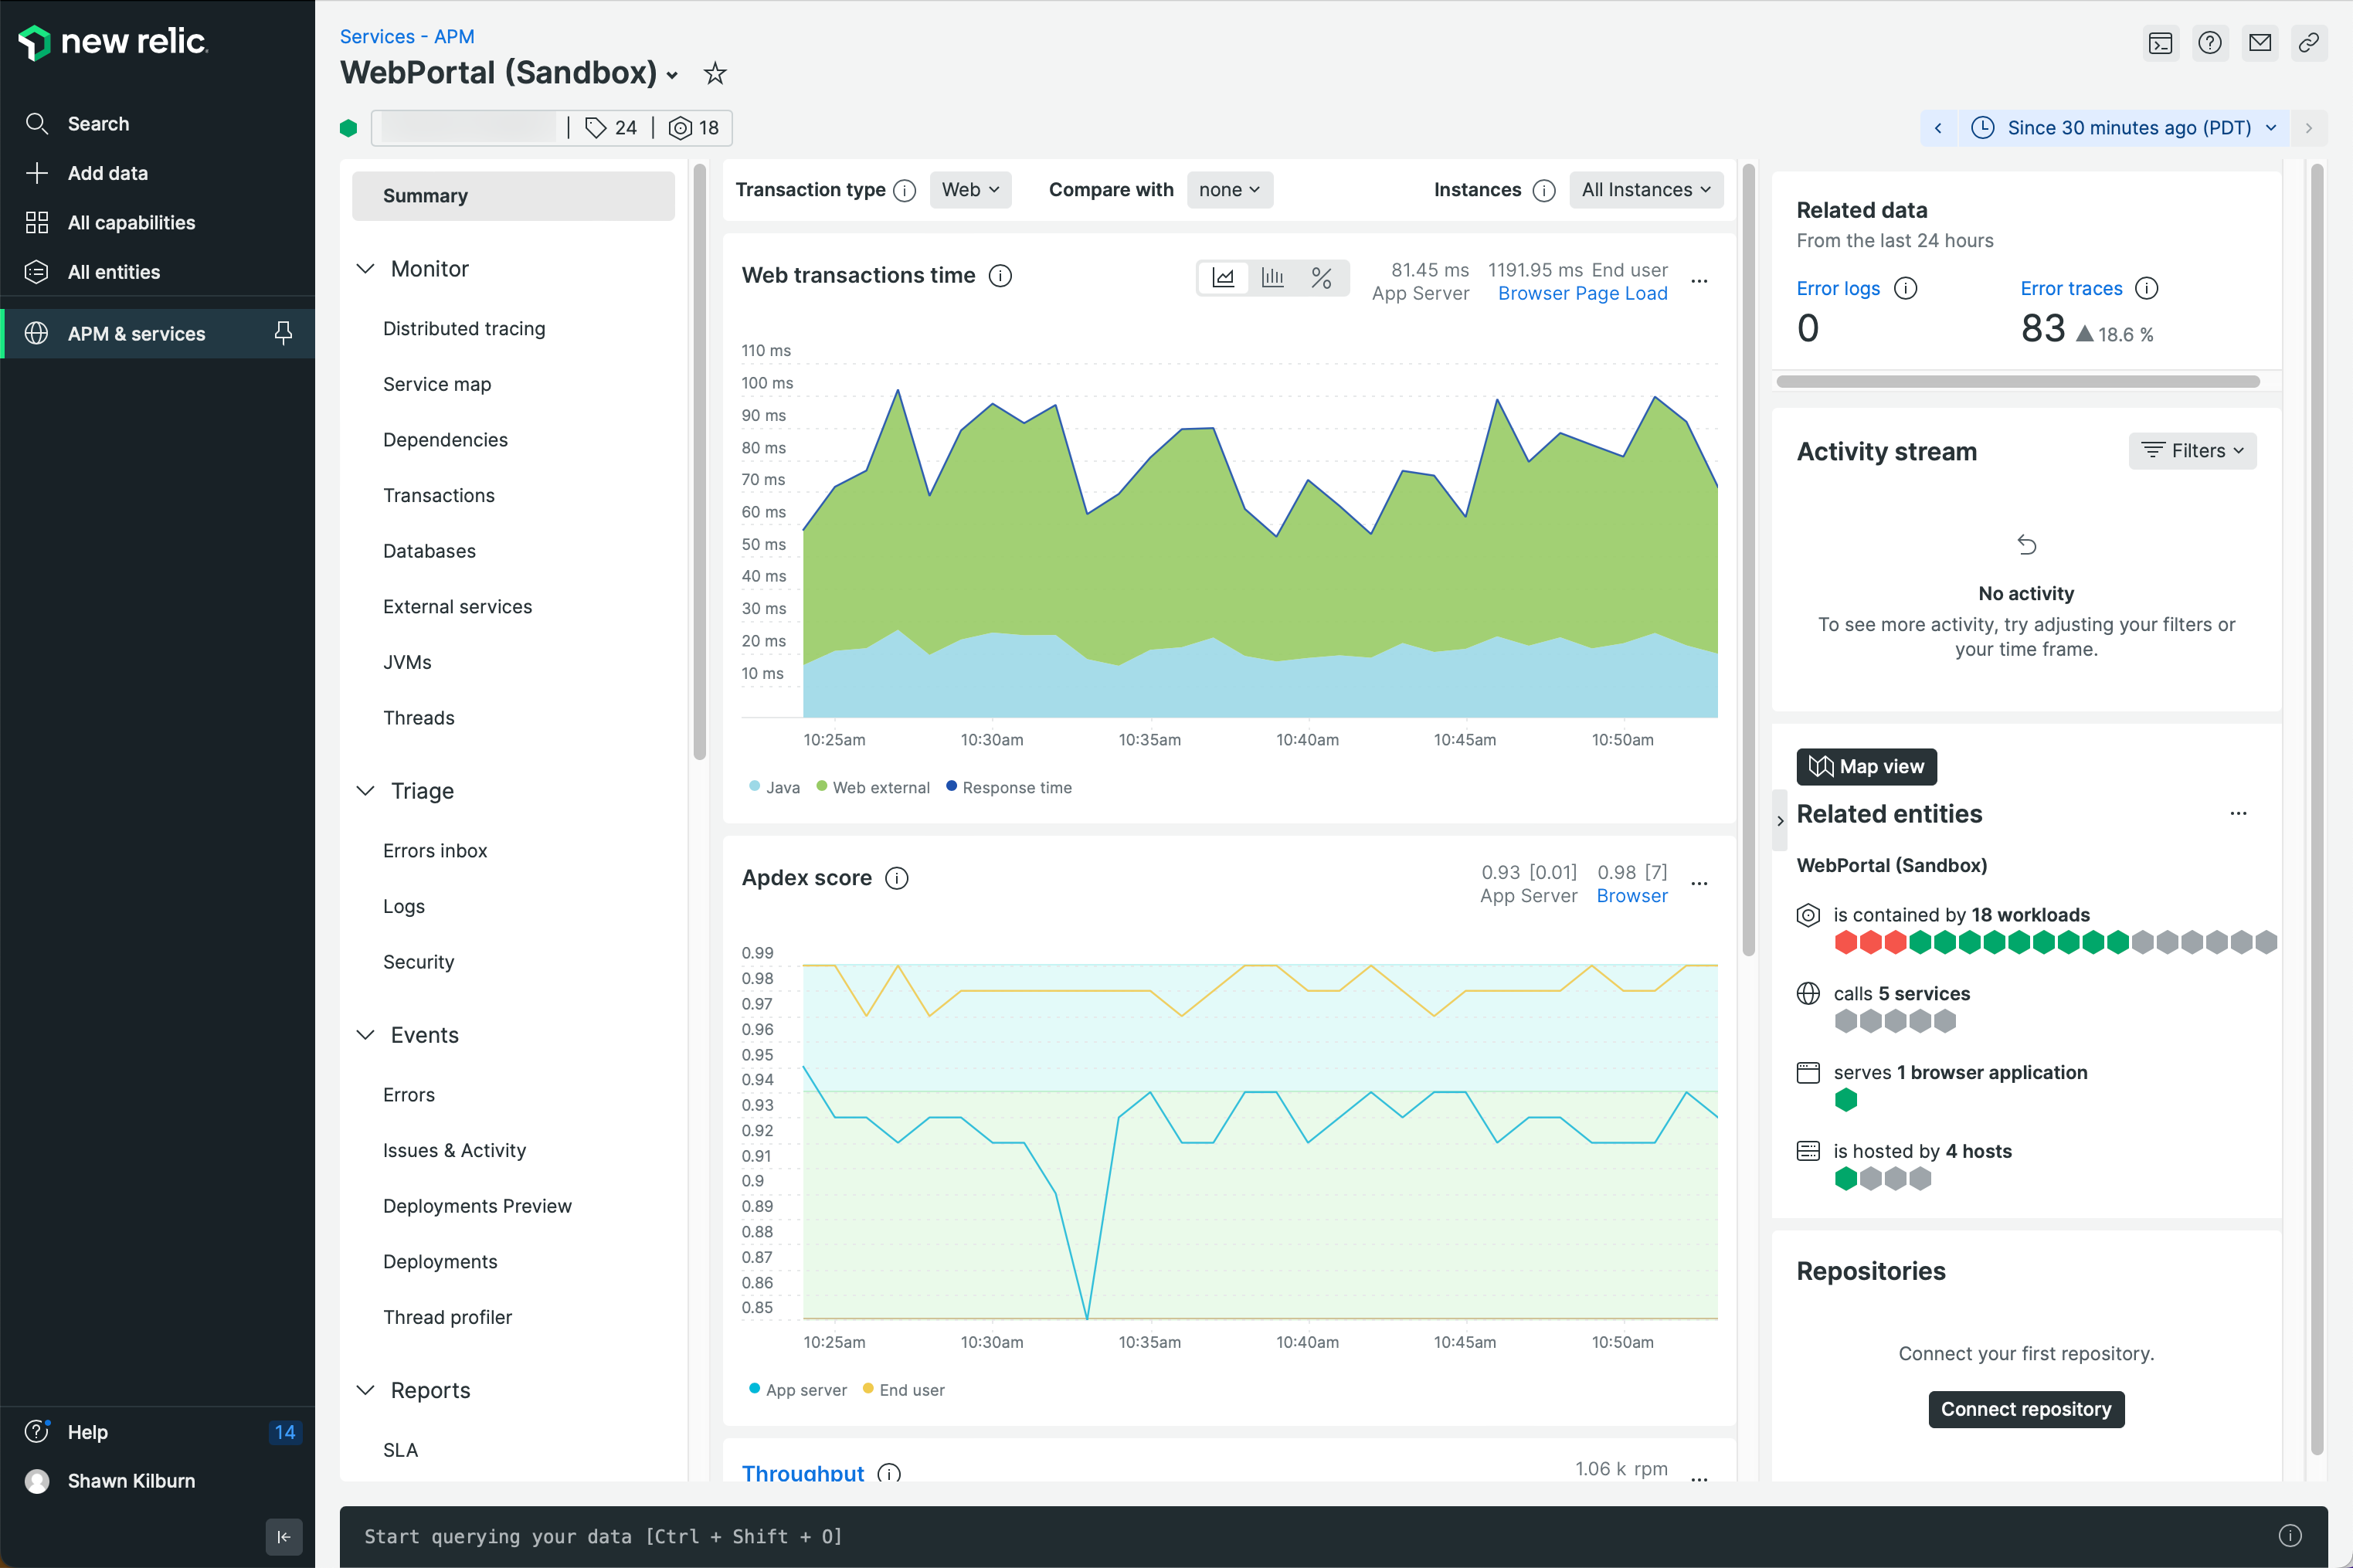 new relic
Search
Add data
All capabilities
All entities
APM & services
Help
14
Shawn Kilburn
Services - APM
WebPortal (Sandbox)
24
18
Since 30 minutes ago (PDT)
Summary
Monitor
Distributed tracing
Service map
Dependencies
Transactions
Databases
External services
JVMs
Threads
Triage
Errors inbox
Logs
Security
Events
Errors
Issues & Activity
Deployments Preview
Deployments
Thread profiler
Reports
SLA
Transaction type
Web
Compare with
none
Instances
All Instances
Web transactions time
81.45 ms
App Server
1191.95 ms End user
Browser Page Load
110 ms
100 ms
90 ms
80 ms
70 ms
60 ms
50 ms
40 ms
30 ms
20 ms
10 ms
10:25am
10:30am
10:35am
10:40am
10:45am
10:50am
Java
Web external
Response time
Apdex score
0.93 [0.01]
App Server
0.98 [7]
Browser
0.99
0.98
0.97
0.96
0.95
0.94
0.93
0.92
0.91
0.9
0.89
0.88
0.87
0.86
0.85
10:25am
10:30am
10:35am
10:40am
10:45am
10:50am
App server
End user
Throughput
1.06 k rpm
Related data
From the last 24 hours
Error logs
0
Error traces
83
18.6 %
Activity stream
Filters
No activity
To see more activity, try adjusting your filters or
your time frame.
Map view
Related entities
WebPortal (Sandbox)
is contained by 18 workloads
calls 5 services
serves 1 browser application
is hosted by 4 hosts
Repositories
Connect your first repository.
Connect repository
Start querying your data [Ctrl + Shift + O]